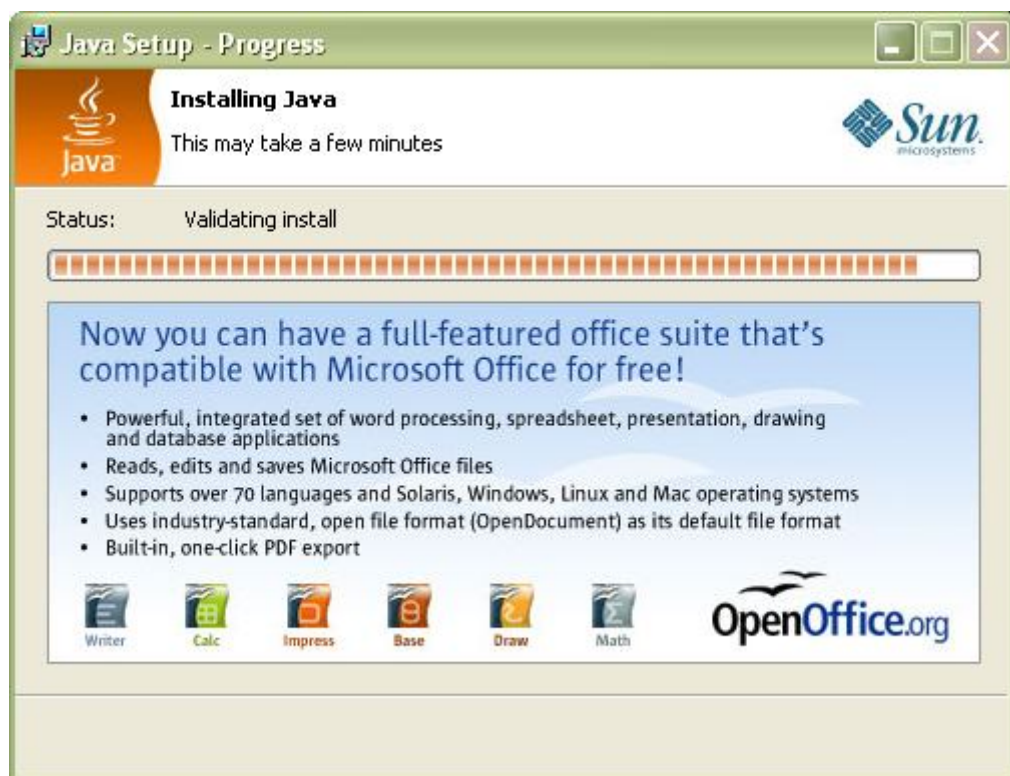 Java Setup - Progress
Installing Java
This may take a few minutes
Java
Sun
microsystems
Status: Validating install
Now you can have a full-featured office suite that's
compatible with Microsoft Office for free!
• Powerful, integrated set of word processing, spreadsheet, presentation, drawing
and database applications
• Reads, edits and saves Microsoft Office files
• Supports over 70 languages and Solaris, Windows, Linux and Mac operating systems
• Uses industry-standard, open file format (OpenDocument) as its default file format
• Built-in, one-click PDF export
Writer Calc Impress Base Draw Math
OpenOffice.org